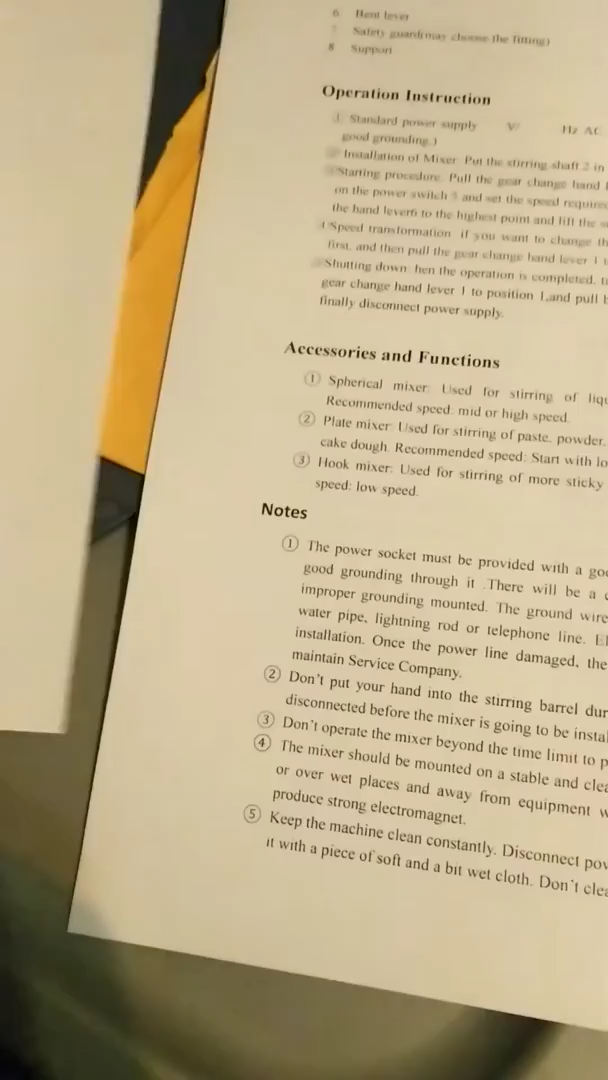 6 Bent lever
7 Safety guard(may choose the fitting)
8 Support
Operation Instruction
① Standard power supply V/ Hz AC
good grounding.)
Installation of Mixer: Put the stirring shaft 2 in
Starting procedure: Pull the gear change hand
on the power switch 5 and set the speed require
the hand lever6 to the highest point and lift the
Speed transformation: if you want to change th
first, and then pull the gear change hand lever 1 t
Shutting down: hen the operation is completed,
gear change hand lever 1 to position 1,and pull
finally disconnect power supply.
Accessories and Functions
① Spherical mixer: Used for stirring of liqu
Recommended speed: mid or high speed.
② Plate mixer: Used for stirring of paste, powder,
cake dough. Recommended speed: Start with lo
③ Hook mixer: Used for stirring of more sticky
speed: low speed.
Notes
① The power socket must be provided with a goo
good grounding through it .There will be a
improper grounding mounted. The ground wire
water pipe, lightning rod or telephone line. El
installation. Once the power line damaged, the
maintain Service Company.
② Don't put your hand into the stirring barrel dur
disconnected before the mixer is going to be instal
③ Don't operate the mixer beyond the time limit to p
④ The mixer should be mounted on a stable and clea
or over wet places and away from equipment w
produce strong electromagnet.
⑤ Keep the machine clean constantly. Disconnect pow
it with a piece of soft and a bit wet cloth. Don't clea